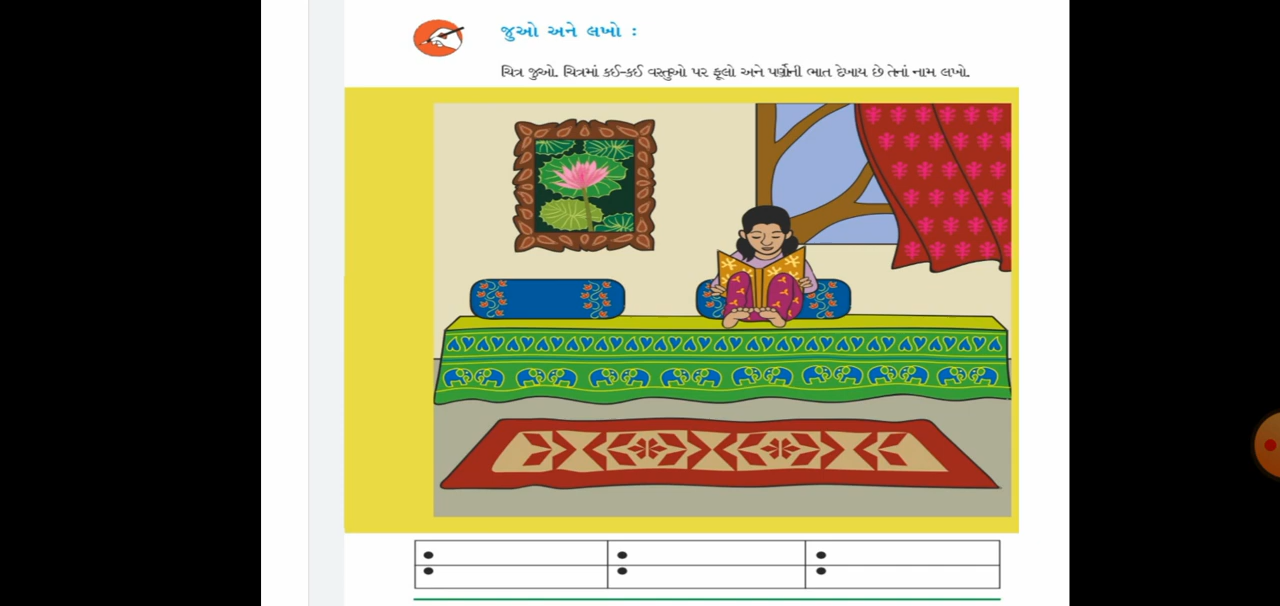 જુઓ અને લખો :
ચિત્ર જુઓ. ચિત્રમાં કઈ-કઈ વસ્તુઓ પર ફૂલો અને પર્ણોની ભાત દેખાય છે તેનાં નામ લખો.